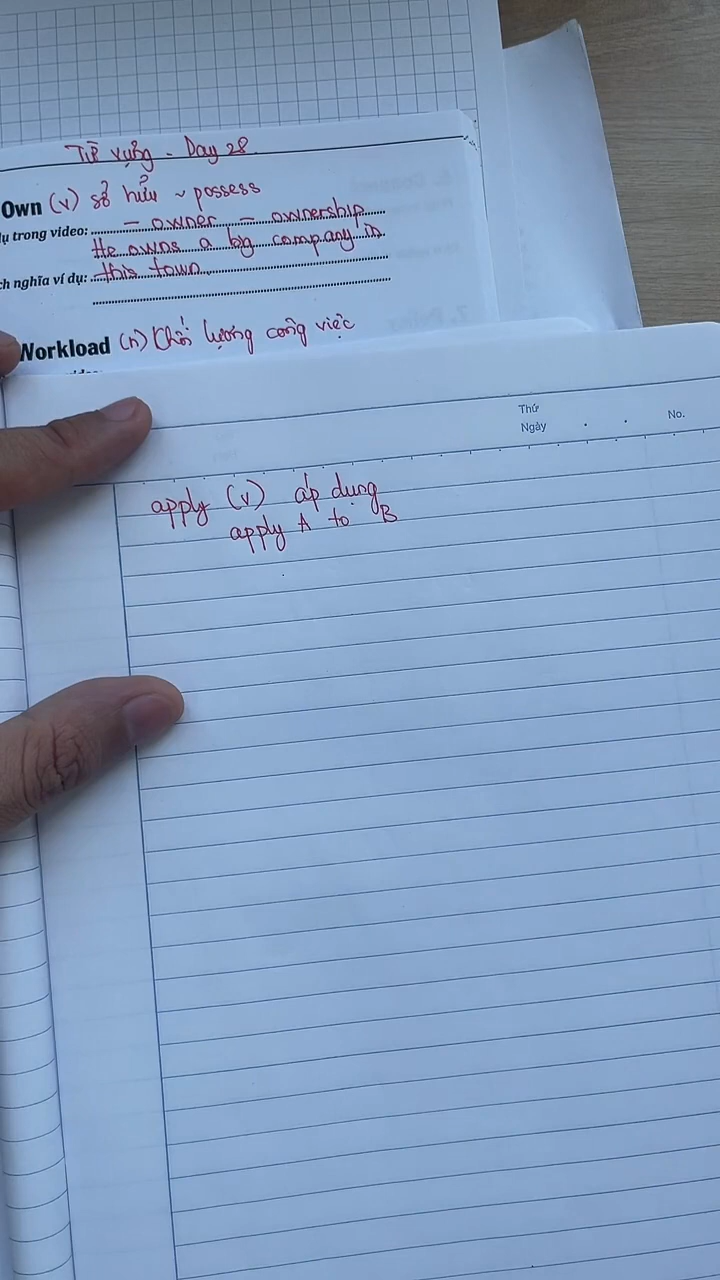 Từ vựng - Day 28
Own (v) sở hữu ~ possess
- owner - ownership
ụ trong video: He owns a big company in
ch nghĩa ví dụ: this town
Workload (n) Khối lượng công việc
Thứ
Ngày . . No.
apply (v) áp dụng
apply A to B